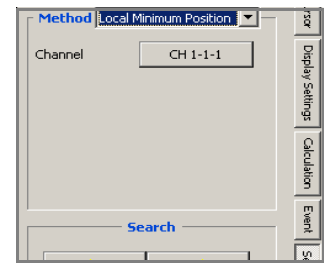 Method Local Minimum Position
Channel CH 1-1-1
Search
Display Settings
Calculation
Event